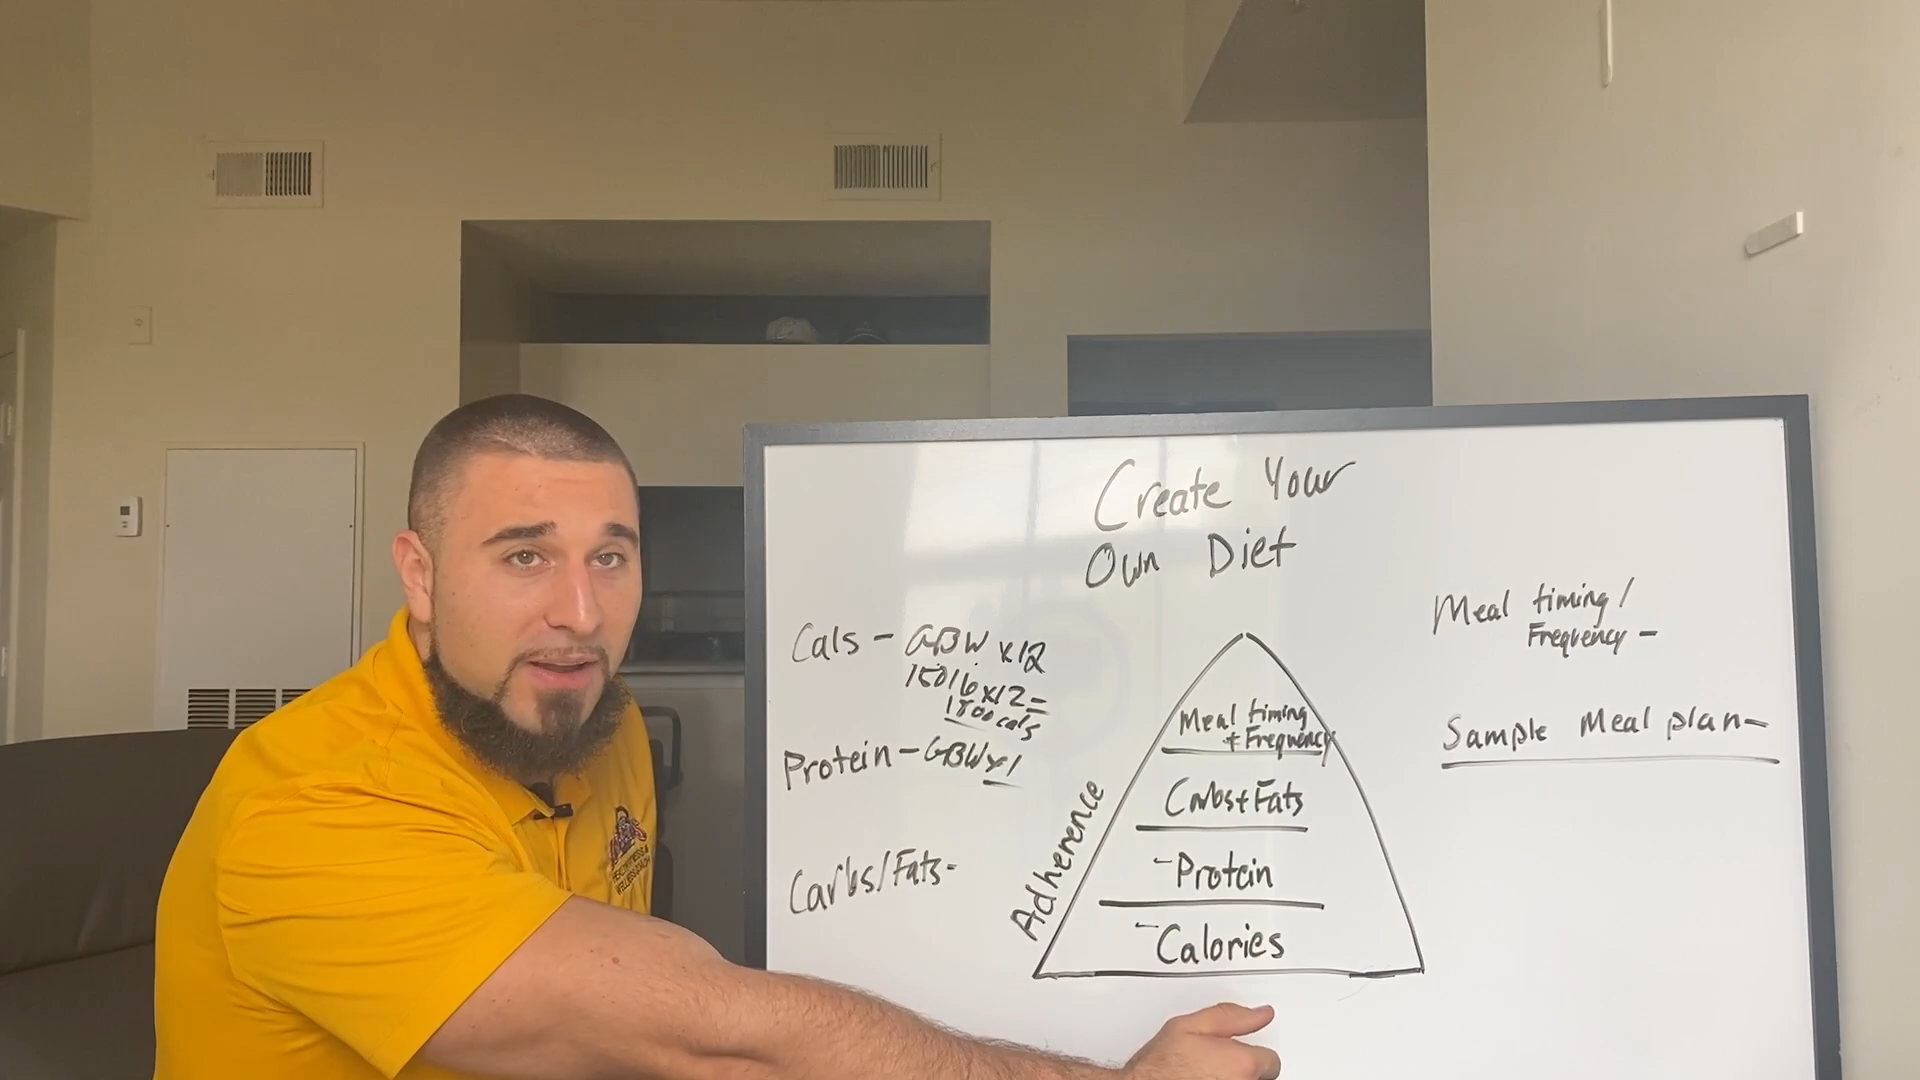 Create Your
Own Diet
Cals - GBW x12
150lb x12 =
1800 cals
Protein - GBW x1
Carbs/Fats-
Adherence
Meal timing
+ Frequency
Carbs+Fats
- Protein
- Calories
Meal timing/
Frequency -
Sample Meal plan-